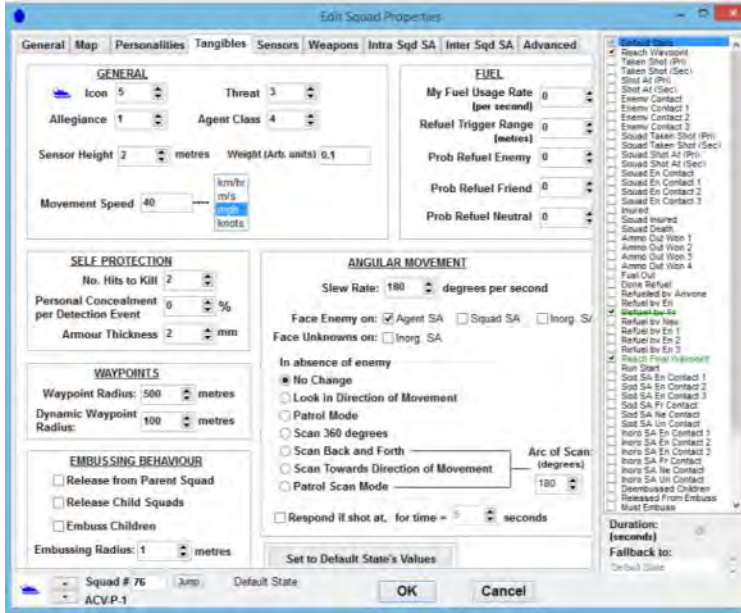 Edit Squad Properties
General Map Personalities Tangibles Sensors Weapons Intra Sqd SA Inter Sqd SA Advanced
GENERAL
Icon 5 Threat 3
Allegiance 1 Agent Class 4
Sensor Height 2 metres Weight (Arb. units) 0.1
Movement Speed 40 ----
km/hr
m/s
mph
knots
FUEL
My Fuel Usage Rate 0
(per second)
Refuel Trigger Range 0
(metres)
Prob Refuel Enemy 0
Prob Refuel Friend 0
Prob Refuel Neutral 0
SELF PROTECTION
No. Hits to Kill 2
Personal Concealment 0 %
per Detection Event
Armour Thickness 2 mm
WAYPOINTS
Waypoint Radius: 500 metres
Dynamic Waypoint 100 metres
Radius:
EMBUSSING BEHAVIOUR
Release from Parent Squad
Release Child Squads
Embuss Children
Embussing Radius: 1 metres
ANGULAR MOVEMENT
Slew Rate: 180 degrees per second
Face Enemy on: Agent SA Squad SA Inorg. S/
Face Unknowns on: Inorg. SA
In absence of enemy
No Change
Look in Direction of Movement
Patrol Mode
Scan 360 degrees
Scan Back and Forth
Scan Towards Direction of Movement
Patrol Scan Mode
Arc of Scan:
(degrees)
180
Respond if shot at, for time = 5 seconds
Set to Default State's Values
Default State
Reach Waypoint
Taken Shot (Pri)
Taken Shot (Sec)
Shot At (Pri)
Shot At (Sec)
Enemy Contact
Enemy Contact 1
Enemy Contact 2
Enemy Contact 3
Squad Taken Shot (Pri)
Squad Taken Shot (Sec)
Squad Shot At (Pri)
Squad Shot At (Sec)
Squad En Contact
Squad En Contact 1
Squad En Contact 2
Squad En Contact 3
Injured
Squad Injured
Squad Death
Ammo Out Wpn 1
Ammo Out Wpn 2
Ammo Out Wpn 3
Ammo Out Wpn 4
Fuel Out
Done Refuel
Refuelled by Anyone
Refuel by En
Refuel by Fr
Refuel by Neu
Refuel by En 1
Refuel by En 2
Refuel by En 3
Reach Final Waypoint
Run Start
Sqd SA En Contact 1
Sqd SA En Contact 2
Sqd SA En Contact 3
Sqd SA Fr Contact
Sqd SA Ne Contact
Sqd SA Un Contact
Inorg SA En Contact 1
Inorg SA En Contact 2
Inorg SA En Contact 3
Inorg SA Fr Contact
Inorg SA Ne Contact
Inorg SA Un Contact
Deembussed Children
Released From Embuss
Must Embuss
Duration:
(seconds)
Fallback to:
Default State
Squad # 76 Jump Default State
ACV-P-1
OK Cancel